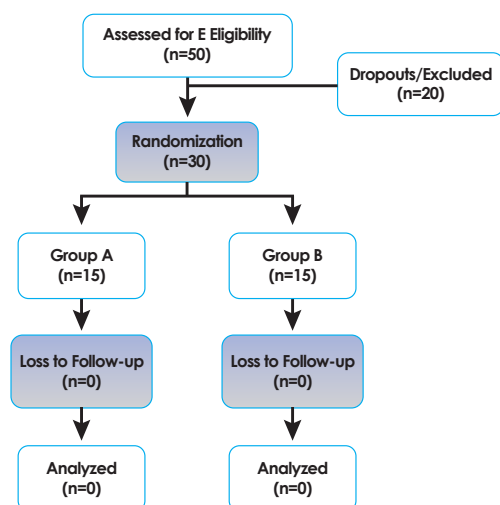 Assessed for E Eligibility
(n=50)
Dropouts/Excluded
(n=20)
Randomization
(n=30)
Group A
(n=15)
Group B
(n=15)
Loss to Follow-up
(n=0)
Loss to Follow-up
(n=0)
Analyzed
(n=0)
Analyzed
(n=0)